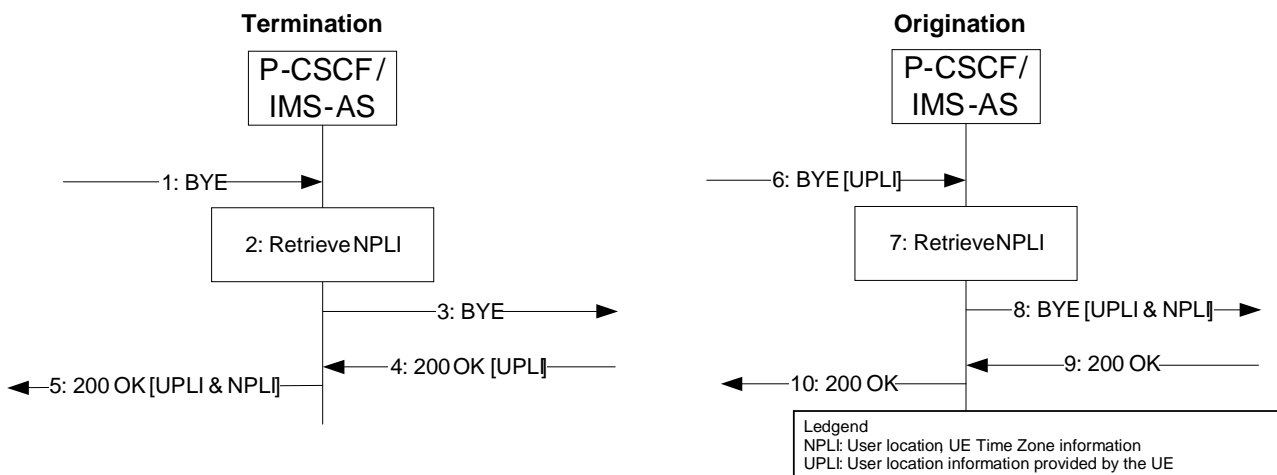 Termination
P-CSCF/
IMS-AS
1: BYE
2: Retrieve NPLI
3: BYE
4: 200 OK [UPLI]
5: 200 OK [UPLI & NPLI]
Origination
P-CSCF/
IMS-AS
6: BYE [UPLI]
7: Retrieve NPLI
8: BYE [UPLI & NPLI]
9: 200 OK
10: 200 OK
Ledgend
NPLI: User location, UE Time Zone information
UPLI: User location information provided by the UE